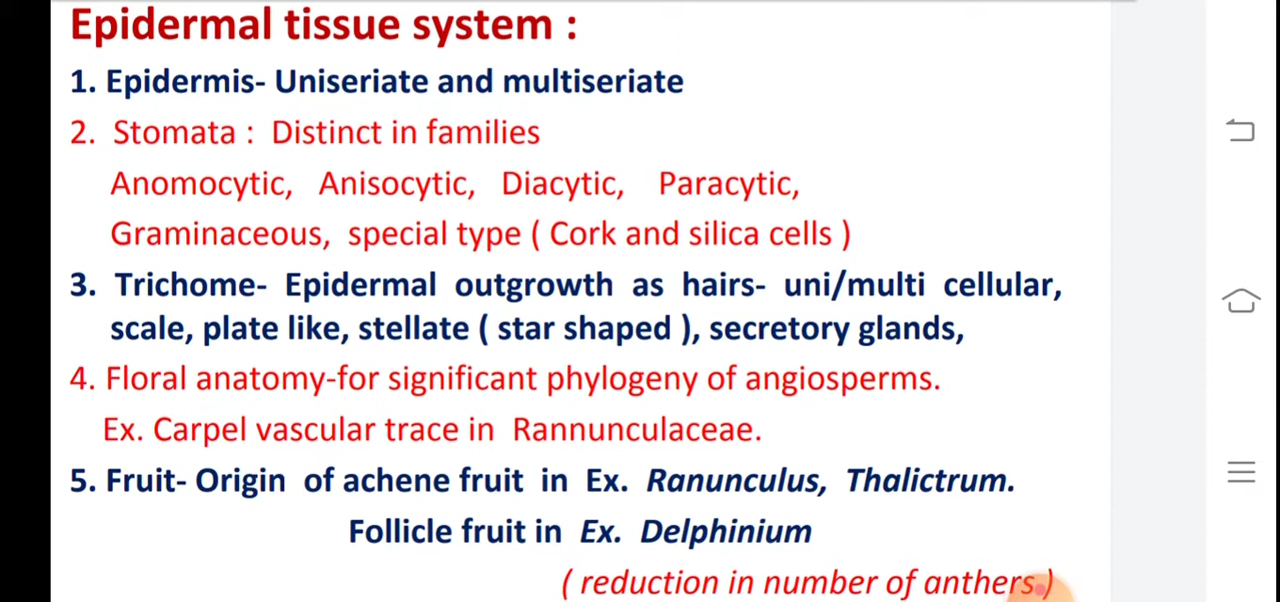 Epidermal tissue system :
1. Epidermis- Uniseriate and multiseriate
2. Stomata : Distinct in families
Anomocytic, Anisocytic, Diacytic, Paracytic,
Graminaceous, special type ( Cork and silica cells )
3. Trichome- Epidermal outgrowth as hairs- uni/multi cellular,
scale, plate like, stellate ( star shaped ), secretory glands,
4. Floral anatomy-for significant phylogeny of angiosperms.
Ex. Carpel vascular trace in Rannunculaceae.
5. Fruit- Origin of achene fruit in Ex. Ranunculus, Thalictrum.
Follicle fruit in Ex. Delphinium
( reduction in number of anthers )